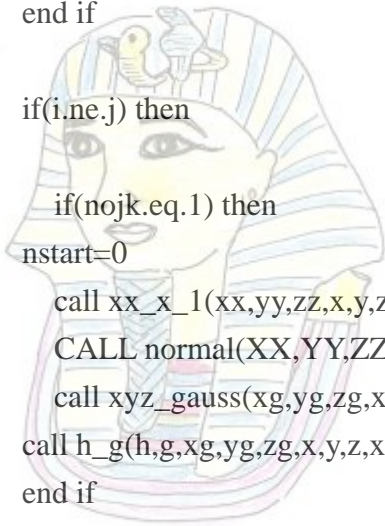 end if
if(i.ne.j) then
if(nojk.eq.1) then
nstart=0
call xx_x_1(xx,yy,zz,x,y,z
CALL normal(XX,YY,ZZ
call xyz_gauss(xg,yg,zg,x
call h_g(h,g,xg,yg,zg,x,y,z,x
end if